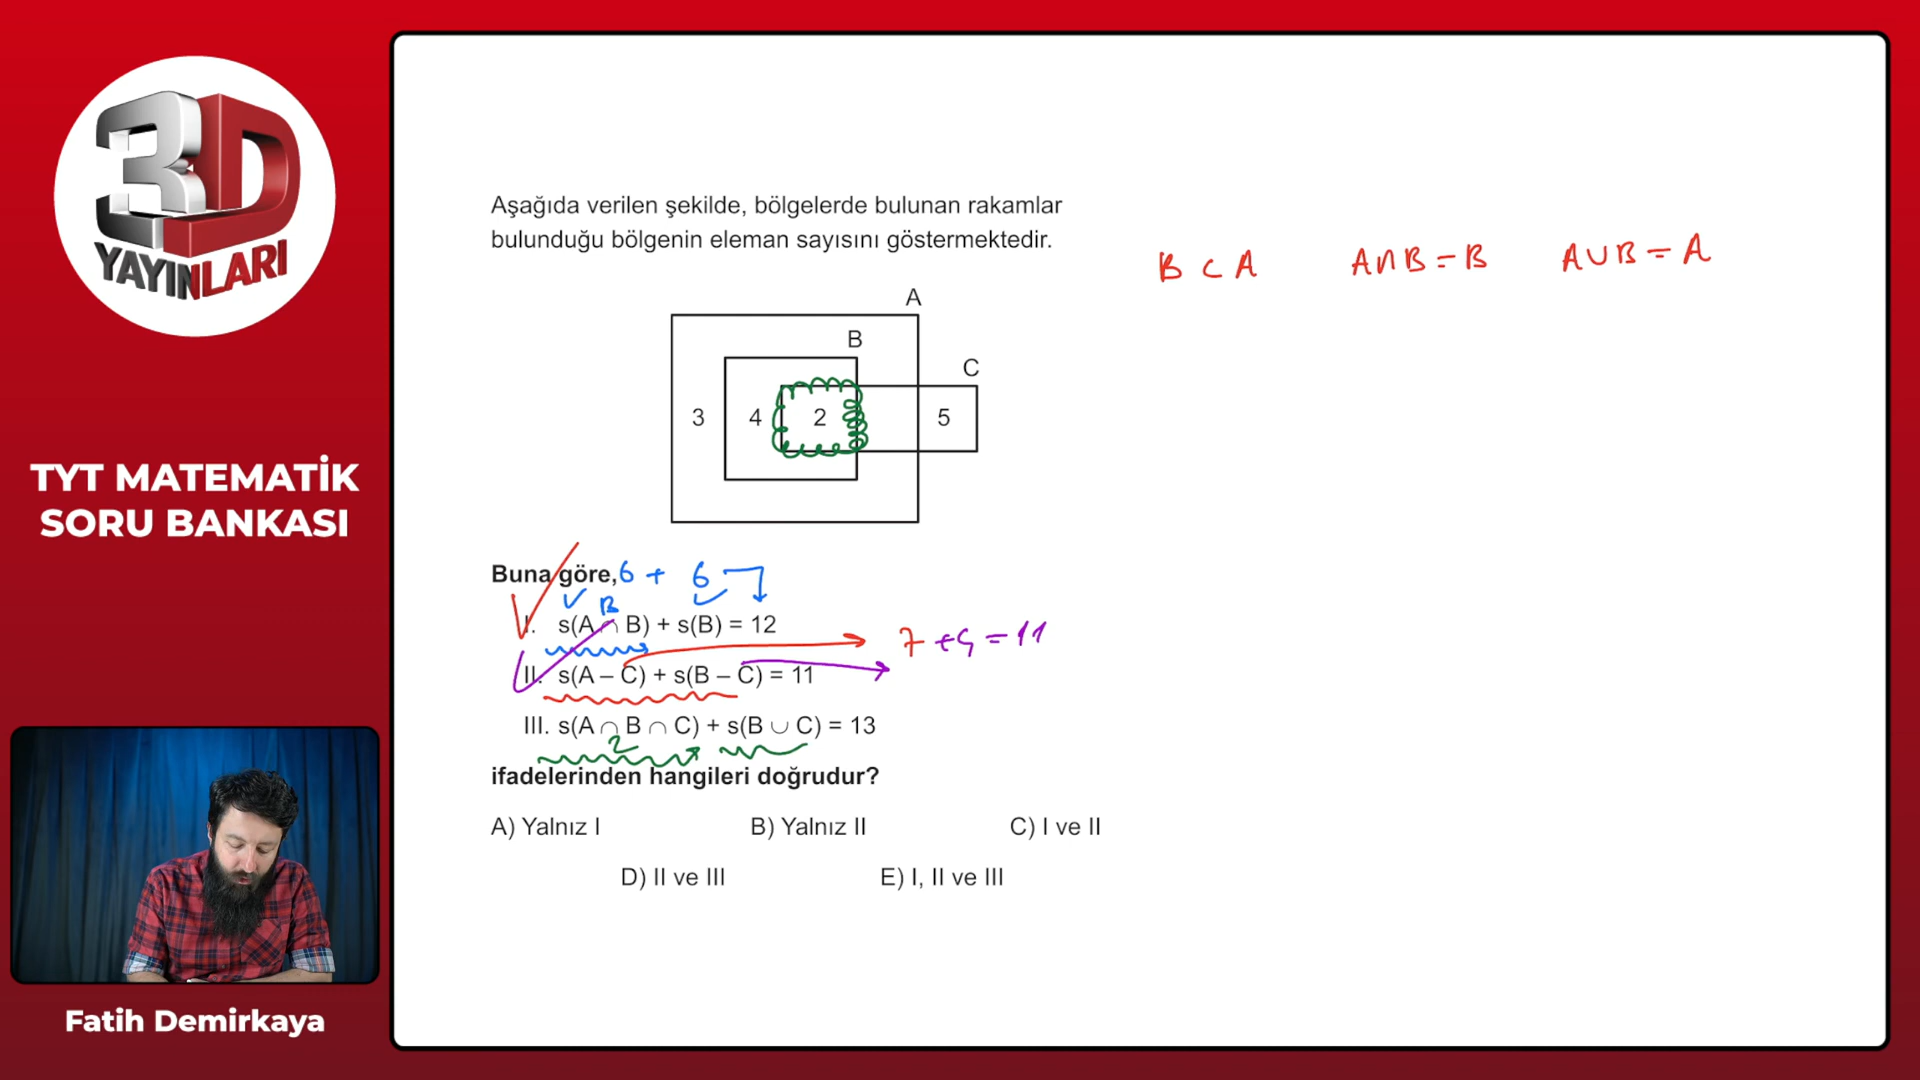 3D
YAYINLARI
TYT MATEMATİK
SORU BANKASI
Fatih Demirkaya
Aşağıda verilen şekilde, bölgelerde bulunan rakamlar
bulunduğu bölgenin eleman sayısını göstermektedir.
B ⊂ A A∩B = B A∪B = A
A
B
C
3 4 2 5
Buna göre, 6 + 6
B
I. s(A ∩ B) + s(B) = 12
7 + 4 = 11
II. s(A – C) + s(B – C) = 11
III. s(A ∩ B ∩ C) + s(B ∪ C) = 13
2
ifadelerinden hangileri doğrudur?
A) Yalnız I B) Yalnız II C) I ve II
D) II ve III E) I, II ve III